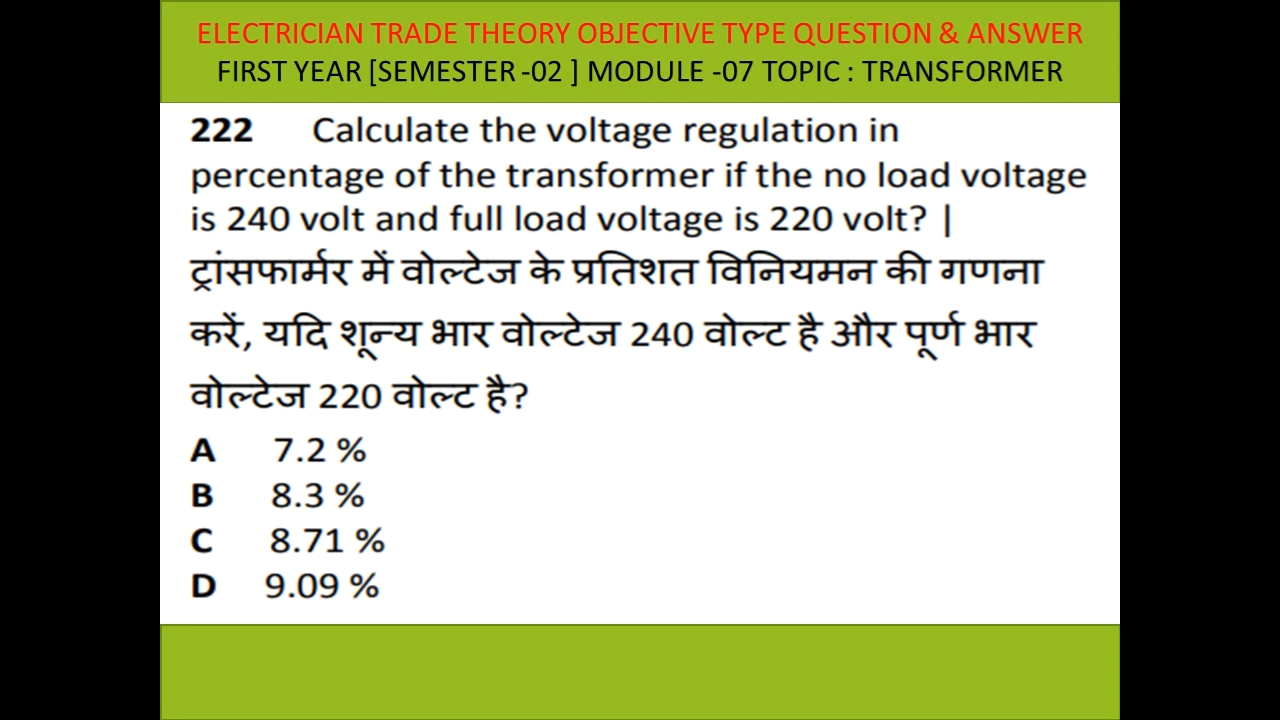 ELECTRICIAN TRADE THEORY OBJECTIVE TYPE QUESTION & ANSWER
FIRST YEAR [SEMESTER -02 ] MODULE -07 TOPIC : TRANSFORMER
222 Calculate the voltage regulation in
percentage of the transformer if the no load voltage
is 240 volt and full load voltage is 220 volt? |
ट्रांसफार्मर में वोल्टेज के प्रतिशत विनियमन की गणना
करें, यदि शून्य भार वोल्टेज 240 वोल्ट है और पूर्ण भार
वोल्टेज 220 वोल्ट है?
A 7.2 %
B 8.3 %
C 8.71 %
D 9.09 %